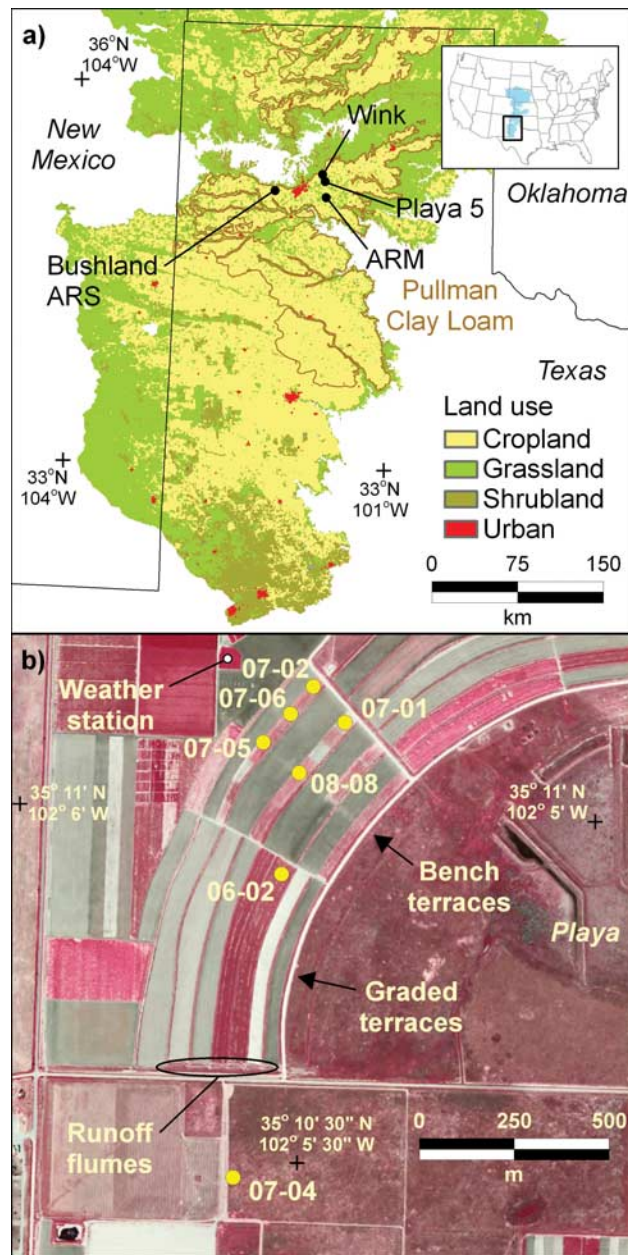 a)
36° N
104° W
New
Mexico
Wink
Oklahoma
Playa 5
Bushland
ARS
ARM
Pullman
Clay Loam
Texas
Land use
Cropland
Grassland
Shrubland
Urban
33° N
104° W
33° N
101° W
0 75 150
km
b)
Weather
station
07-02
07-06
07-01
07-05
08-08
35° 11' N
102° 6' W
35° 11' N
102° 5' W
06-02
Bench
terraces
Playa
Graded
terraces
Runoff
flumes
35° 10' 30" N
102° 5' 30" W
0 250 500
m
07-04